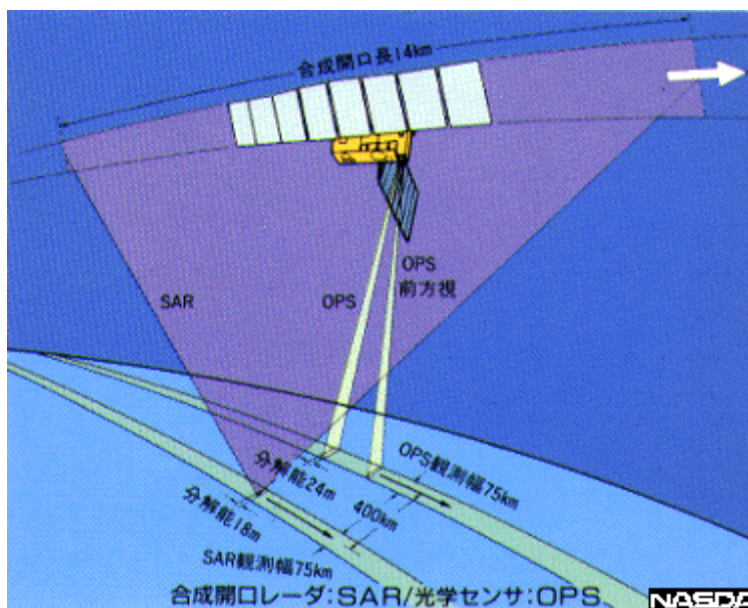 合成開口長14km
SAR
OPS
OPS
前方視
分解能24m
OPS観測幅75km
400km
分解能18m
SAR観測幅75km
合成開口レーダ:SAR/光学センサ:OPS
NASDA